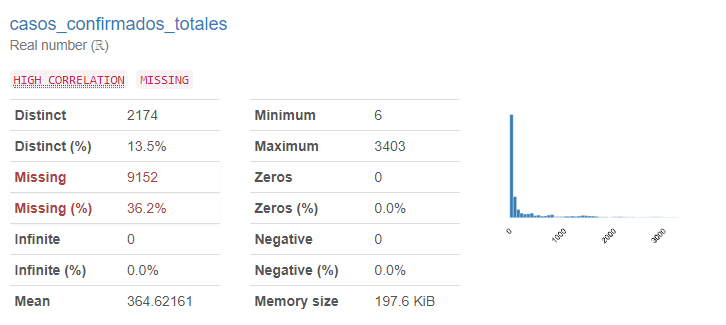 casos_confirmados_totales
Real number (ℝ)
HIGH CORRELATION MISSING
Distinct 2174
Distinct (%) 13.5%
Missing 9152
Missing (%) 36.2%
Infinite 0
Infinite (%) 0.0%
Mean 364.62161
Minimum 6
Maximum 3403
Zeros 0
Zeros (%) 0.0%
Negative 0
Negative (%) 0.0%
Memory size 197.6 KiB
0 1000 2000 3000